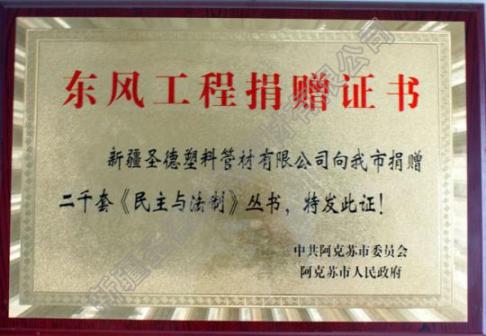 东风工程捐赠证书
新疆圣德塑料管材有限公司向我市捐赠
二千套《民主与法制》丛书，特发此证！
中共阿克苏市委员会
阿克苏市人民政府